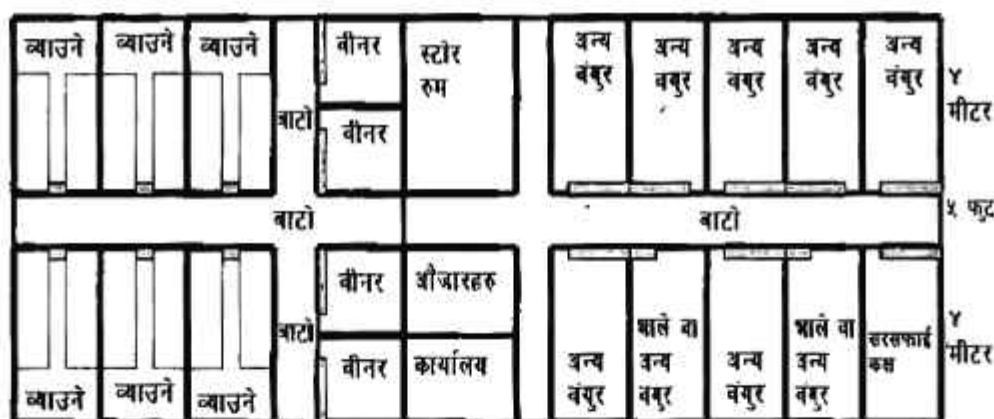 ब्याउने ब्याउने ब्याउने
वीनर
स्टोर
रुम
अन्य
बंगुर
अन्य
बंगुर
अन्य
बंगुर
अन्य
बंगुर
अन्य
बंगुर
४
मीटर
बाटो
वीनर
बाटो
बाटो
५ फुट
बाटो
वीनर
औजारहरु
वीनर
कार्यालय
अन्य
बंगुर
भाले वा
अन्य
बंगुर
अन्य
बंगुर
भाले वा
अन्य
बंगुर
सरसफाई
कक्ष
४
मीटर
ब्याउने ब्याउने ब्याउने